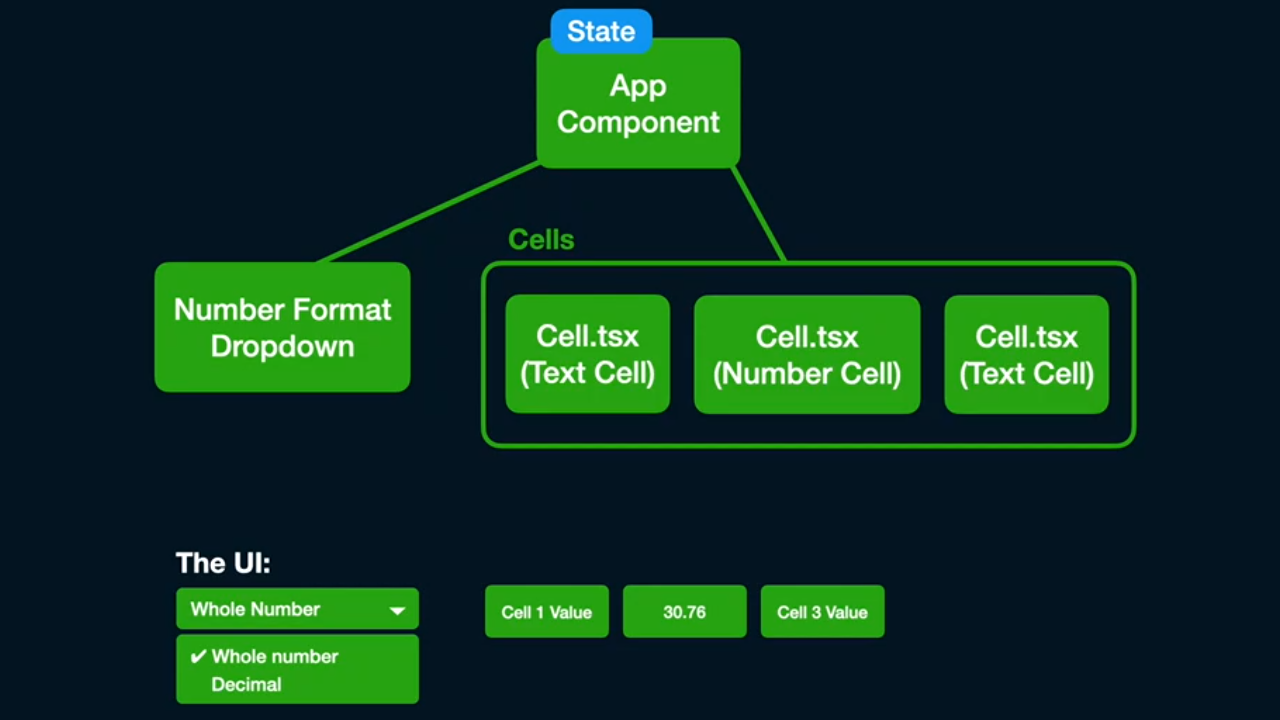 State
App
Component
Cells
Number Format
Dropdown
Cell.tsx
(Text Cell)
Cell.tsx
(Number Cell)
Cell.tsx
(Text Cell)
The UI:
Whole Number
✔ Whole number
Decimal
Cell 1 Value
30.76
Cell 3 Value